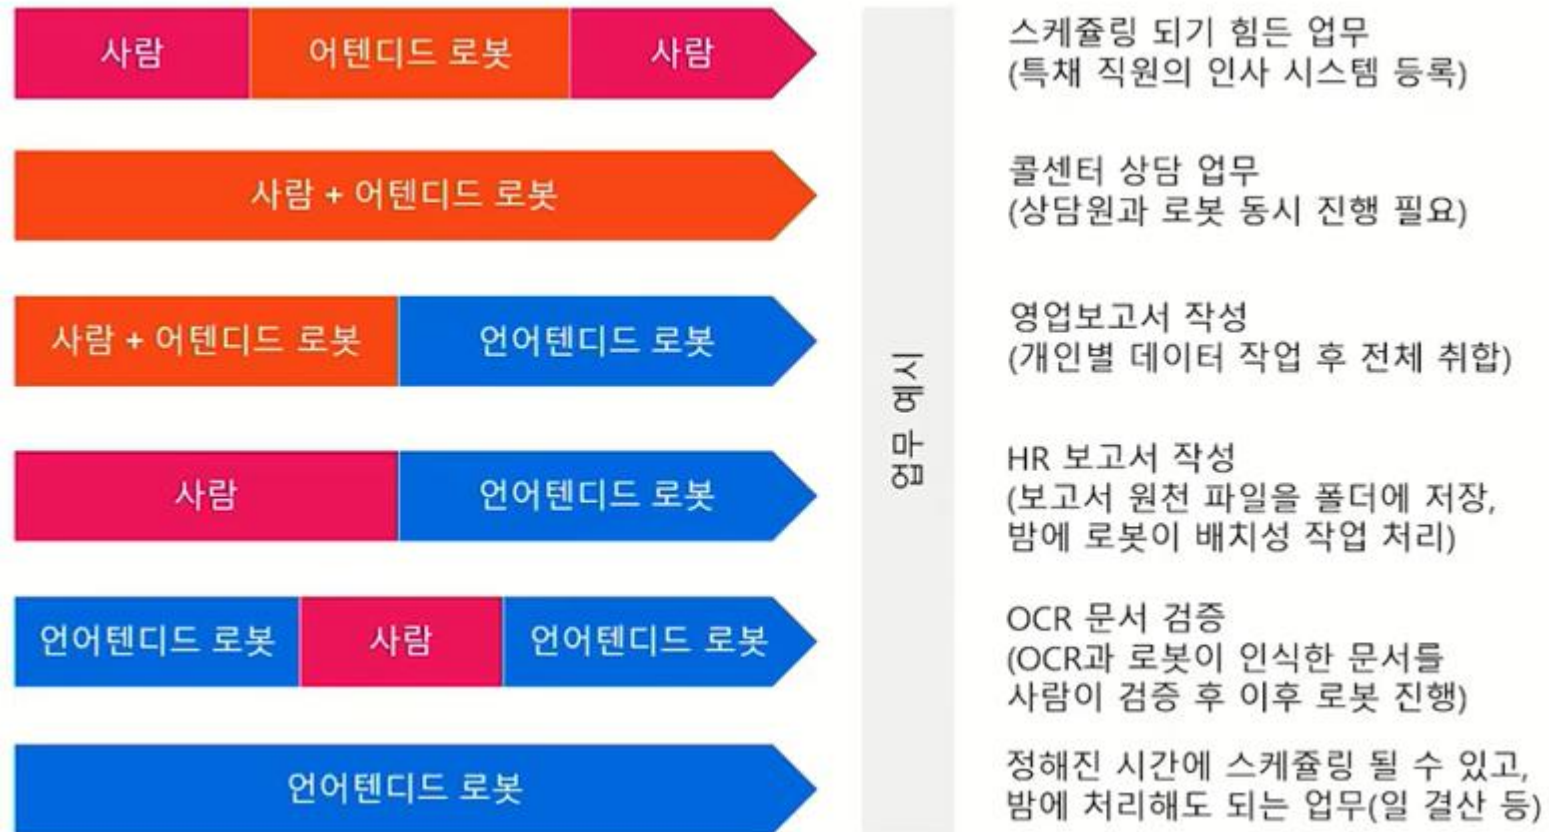 사람 어텐디드 로봇 사람
스케쥴링 되기 힘든 업무
(특채 직원의 인사 시스템 등록)
사람 + 어텐디드 로봇
콜센터 상담 업무
(상담원과 로봇 동시 진행 필요)
사람 + 어텐디드 로봇 언어텐디드 로봇
영업보고서 작성
(개인별 데이터 작업 후 전체 취합)
업무 예시
사람 언어텐디드 로봇
HR 보고서 작성
(보고서 원천 파일을 폴더에 저장,
밤에 로봇이 배치성 작업 처리)
언어텐디드 로봇 사람 언어텐디드 로봇
OCR 문서 검증
(OCR과 로봇이 인식한 문서를
사람이 검증 후 이후 로봇 진행)
언어텐디드 로봇
정해진 시간에 스케쥴링 될 수 있고,
밤에 처리해도 되는 업무(일 결산 등)